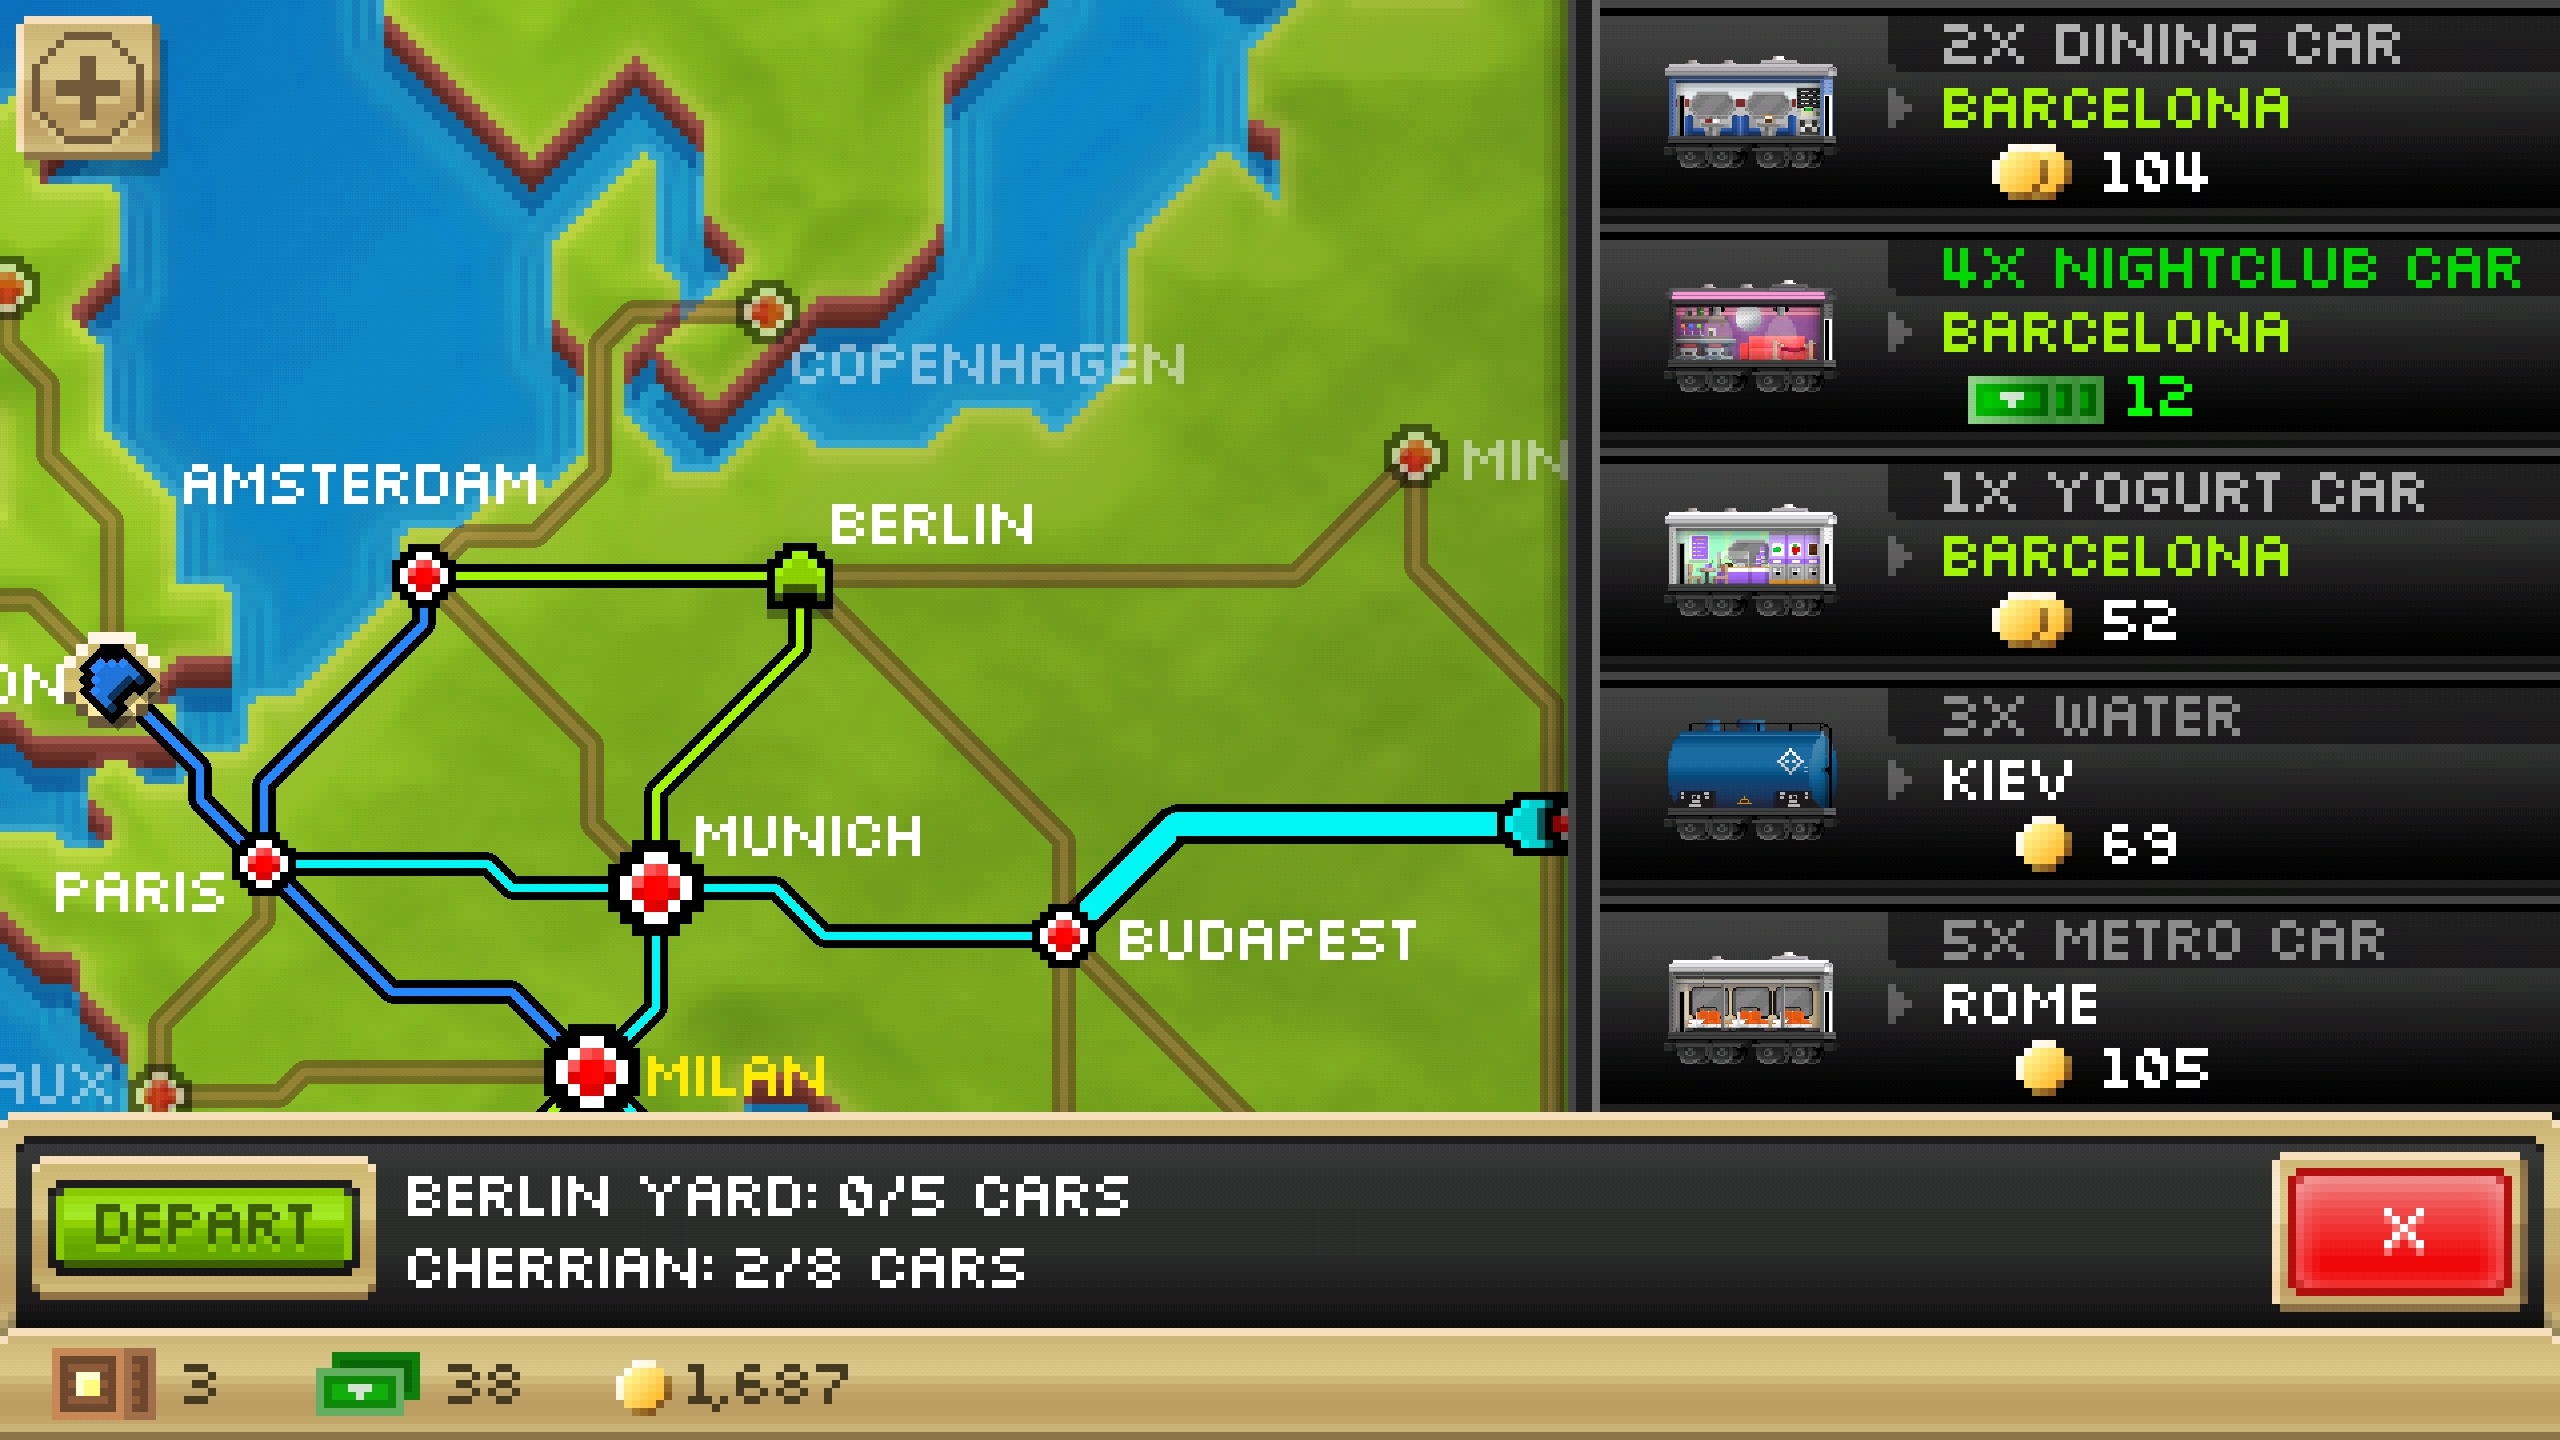 COPENHAGEN
MIN
AMSTERDAM
BERLIN
ON
MUNICH
PARIS
BUDAPEST
MILAN
AUX
2X DINING CAR
BARCELONA
104
4X NIGHTCLUB CAR
BARCELONA
12
1X YOGURT CAR
BARCELONA
52
3X WATER
KIEV
69
5X METRO CAR
ROME
105
DEPART
BERLIN YARD: 0/5 CARS
CHERRIAN: 2/8 CARS
X
3
38
1,687